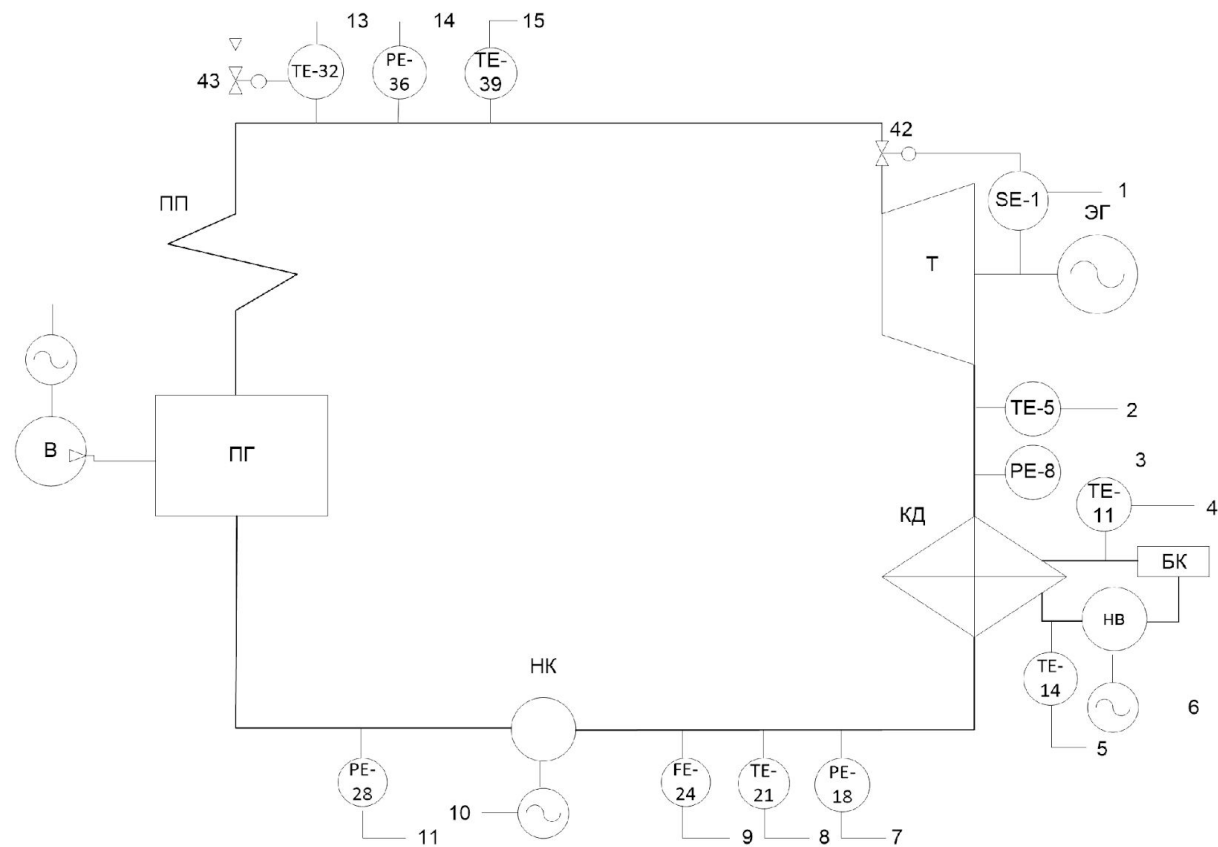 13
14
15
43
TE-32
PE-
36
TE-
39
42
ПП
SE-1
1
ЭГ
Т
В
ПГ
TE-5
2
PE-8
3
TE-
11
4
КД
БК
НВ
TE-
14
6
5
НК
PE-
28
10
FE-
24
TE-
21
PE-
18
11
9
8
7